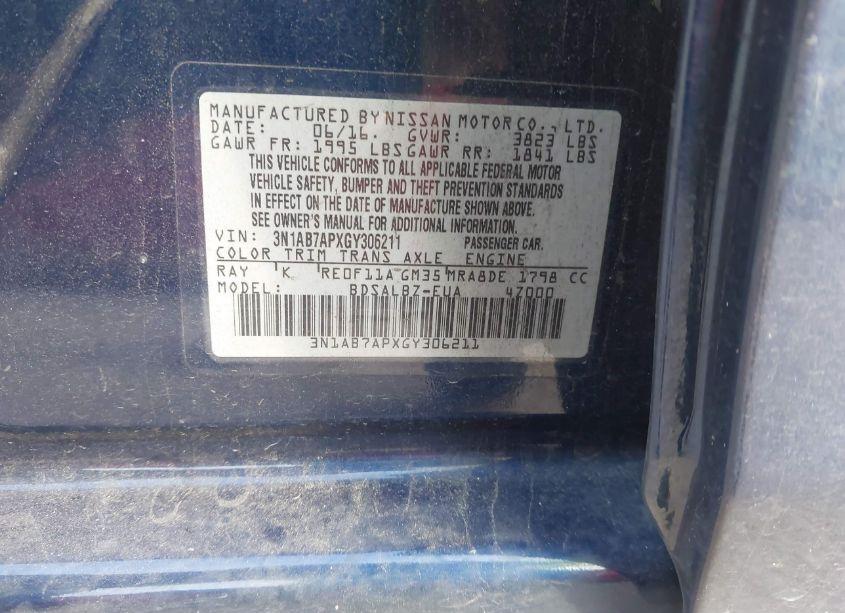 MANUFACTURED BY NISSAN MOTOR CO., LTD.
DATE: 06/16. GVWR: 3823 LBS
GAWR FR: 1995 LBS GAWR RR: 1841 LBS
THIS VEHICLE CONFORMS TO ALL APPLICABLE FEDERAL MOTOR
VEHICLE SAFETY, BUMPER AND THEFT PREVENTION STANDARDS
IN EFFECT ON THE DATE OF MANUFACTURE SHOWN ABOVE.
SEE OWNER'S MANUAL FOR ADDITIONAL INFORMATION.
VIN: 3N1AB7APXGY306211 PASSENGER CAR.
COLOR TRIM TRANS AXLE ENGINE
RAY K RE0F11A GM35 MRA8DE 1798 CC
MODEL: BDSALBZ-EUA 4Z000
3N1AB7APXGY306211